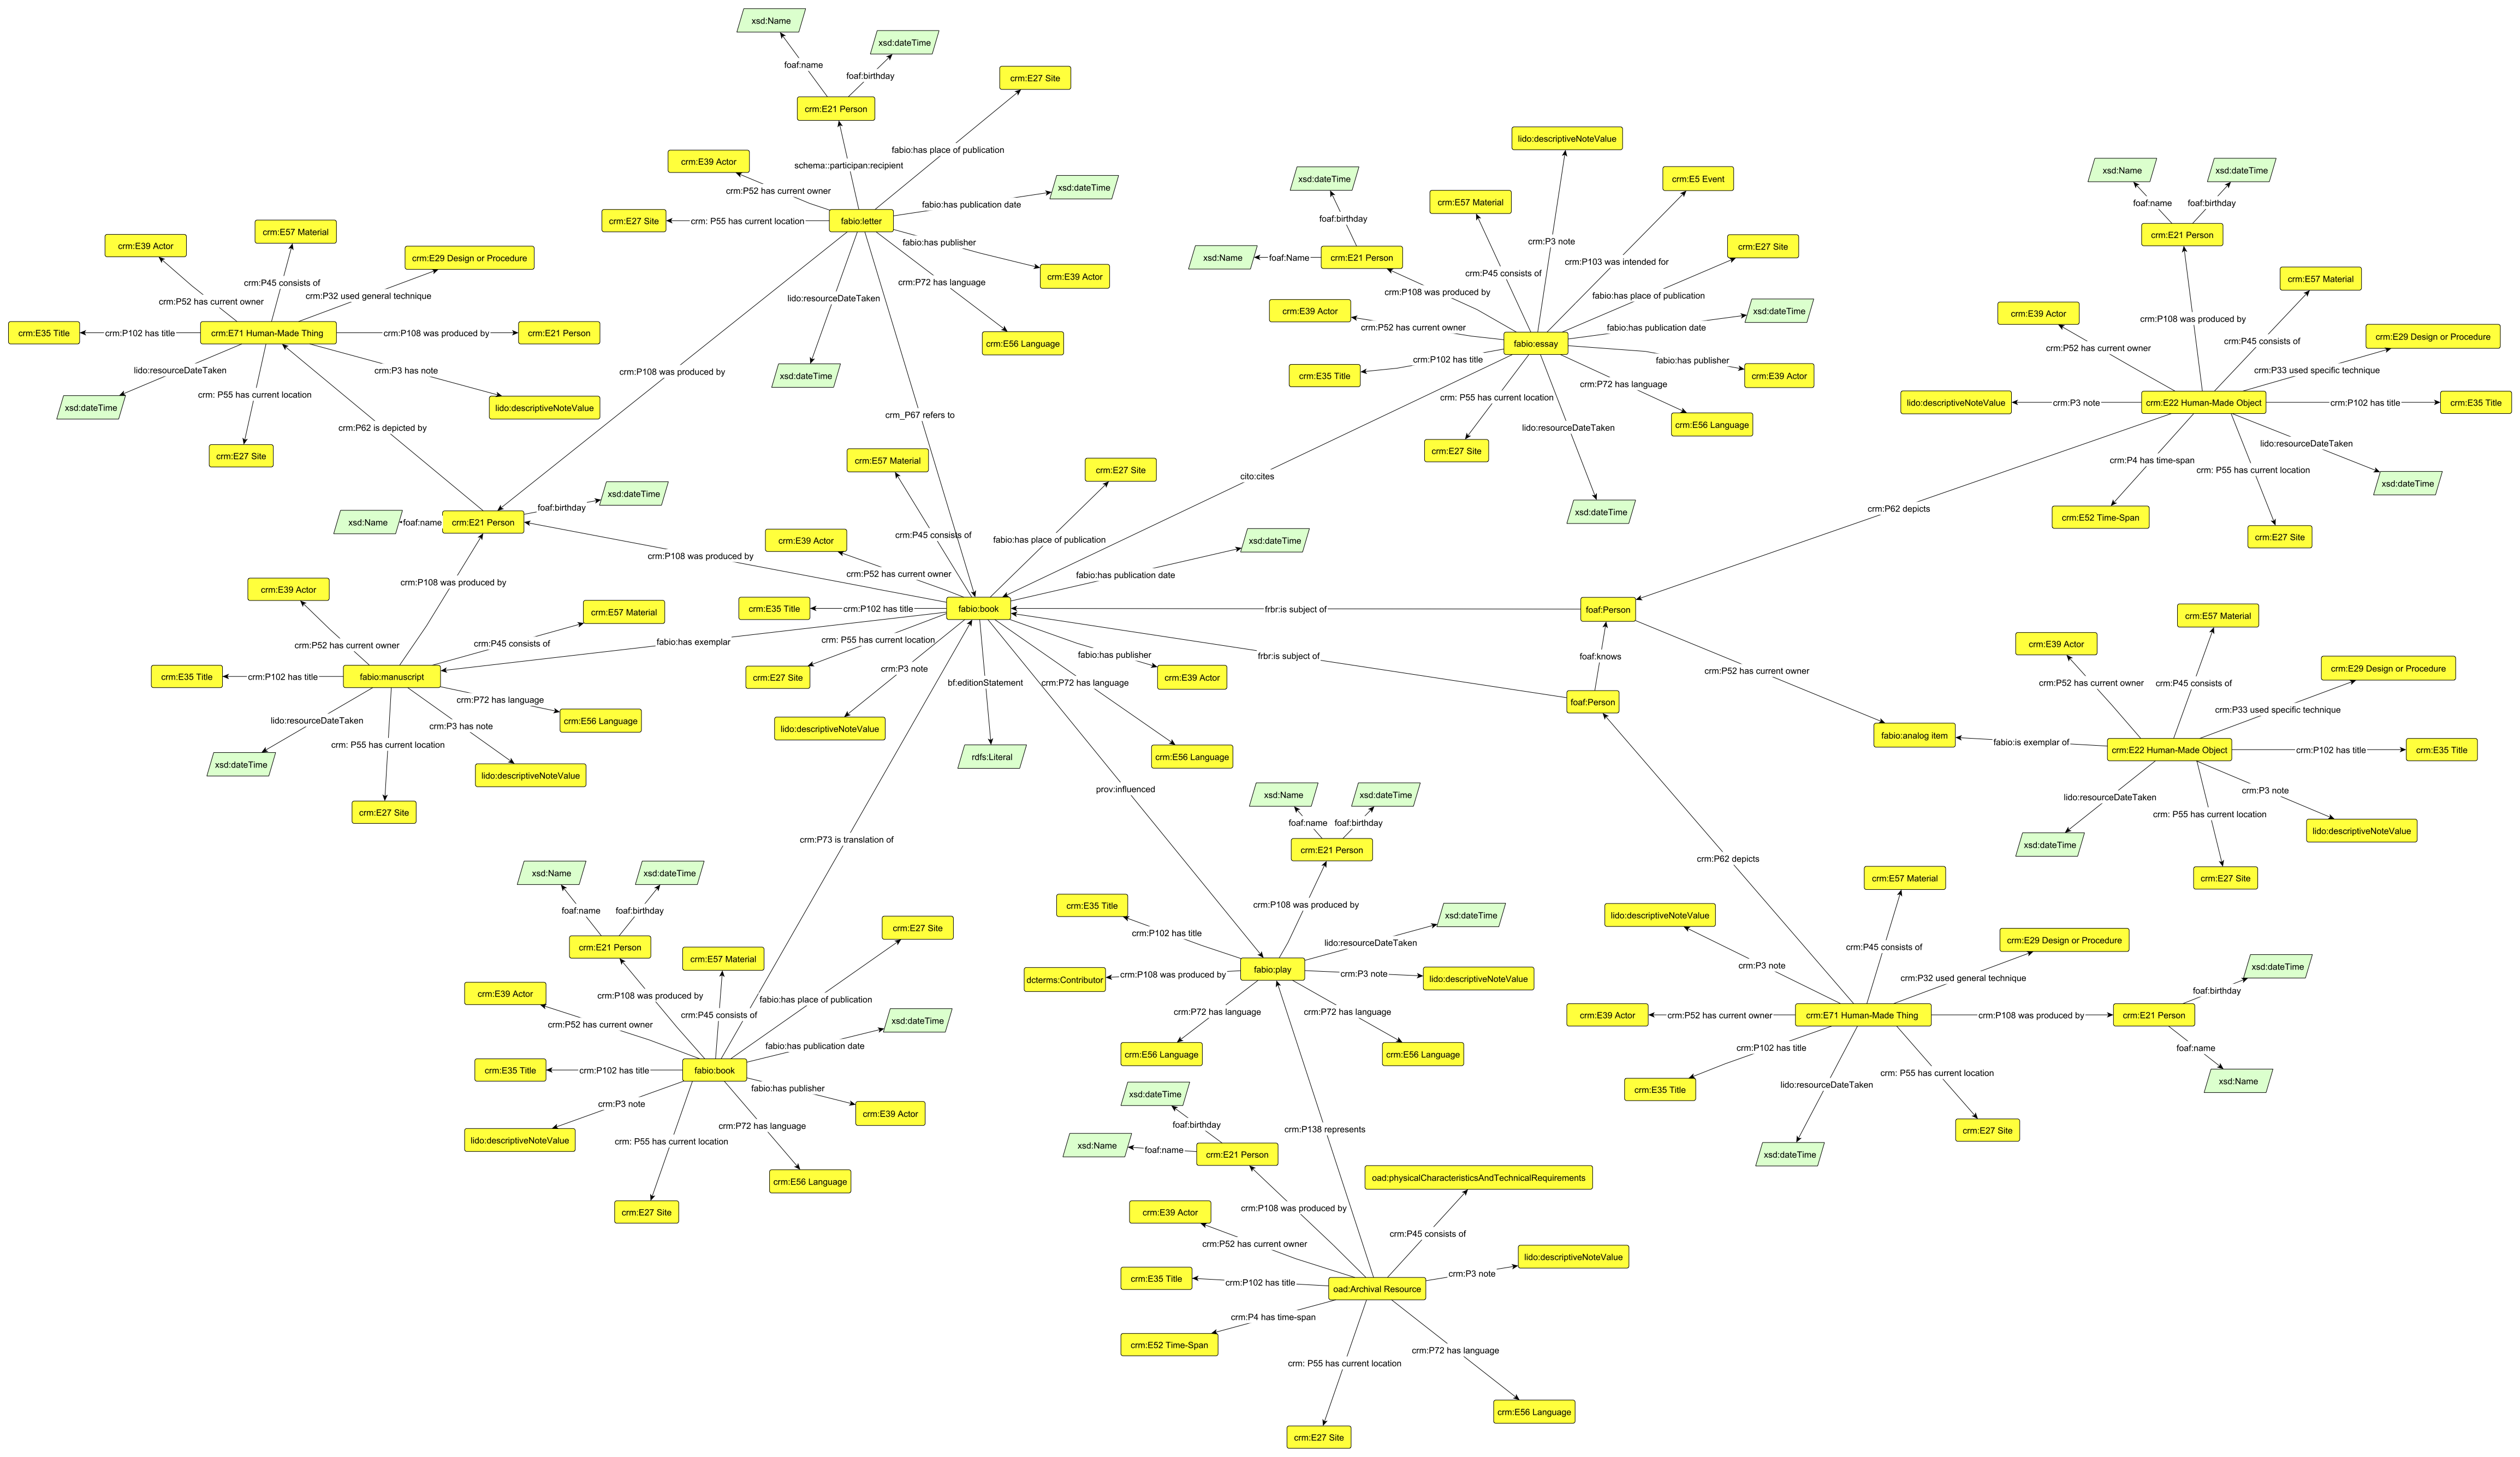 xsd:Name
xsd:dateTime
foaf:name
foaf:birthday
crm:E27 Site
crm:E21 Person
fabio:has place of publication
schema::participan:recipient
crm:E39 Actor
crm:P52 has current owner
xsd:dateTime
fabio:has publication date
crm:E27 Site
crm: P55 has current location
fabio:letter
fabio:has publisher
crm:E39 Actor
crm:P72 has language
lido:resourceDateTaken
crm:E56 Language
xsd:dateTime
crm:P108 was produced by
crm_P67 refers to
crm:E39 Actor
crm:E57 Material
crm:E29 Design or Procedure
crm:P45 consists of
crm:P32 used general technique
crm:P52 has current owner
crm:E35 Title
crm:P102 has title
crm:E71 Human-Made Thing
crm:P108 was produced by
crm:E21 Person
lido:resourceDateTaken
crm:P3 has note
crm: P55 has current location
xsd:dateTime
lido:descriptiveNoteValue
crm:P62 is depicted by
crm:E27 Site
xsd:dateTime
foaf:birthday
xsd:Name
foaf:name
crm:E21 Person
crm:P108 was produced by
crm:P108 was produced by
crm:E39 Actor
crm:E57 Material
crm:P52 has current owner
crm:P45 consists of
fabio:has exemplar
crm:E35 Title
crm:P102 has title
fabio:manuscript
crm:P72 has language
lido:resourceDateTaken
crm:P3 has note
crm:E56 Language
crm: P55 has current location
xsd:dateTime
lido:descriptiveNoteValue
crm:E27 Site
lido:descriptiveNoteValue
crm:E5 Event
xsd:dateTime
crm:E57 Material
foaf:birthday
crm:P3 note
crm:E27 Site
xsd:Name
foaf:Name
crm:E21 Person
crm:P103 was intended for
crm:P45 consists of
crm:P108 was produced by
fabio:has place of publication
crm:E39 Actor
xsd:dateTime
crm:P52 has current owner
fabio:has publication date
fabio:essay
crm:P102 has title
fabio:has publisher
crm:E35 Title
crm:E39 Actor
crm:P72 has language
crm: P55 has current location
crm:E56 Language
lido:resourceDateTaken
crm:E27 Site
cito:cites
xsd:dateTime
xsd:Name
xsd:dateTime
foaf:name
foaf:birthday
crm:E21 Person
crm:E57 Material
crm:E39 Actor
crm:P108 was produced by
crm:E29 Design or Procedure
crm:P45 consists of
crm:P52 has current owner
crm:P33 used specific technique
lido:descriptiveNoteValue
crm:P3 note
crm:E22 Human-Made Object
crm:P102 has title
crm:E35 Title
lido:resourceDateTaken
crm:P4 has time-span
crm: P55 has current location
xsd:dateTime
crm:P62 depicts
crm:E52 Time-Span
crm:E27 Site
crm:E57 Material
crm:E27 Site
crm:P45 consists of
crm:E39 Actor
fabio:has place of publication
xsd:dateTime
crm:P52 has current owner
fabio:has publication date
crm:E35 Title
crm:P102 has title
fabio:book
frbr:is subject of
foaf:Person
crm: P55 has current location
fabio:has publisher
frbr:is subject of
foaf:knows
crm:P52 has current owner
crm:E27 Site
crm:P3 note
bf:editionStatement
crm:P72 has language
crm:E39 Actor
foaf:Person
lido:descriptiveNoteValue
rdfs:Literal
crm:E56 Language
fabio:analog item
fabio:is exemplar of
prov:influenced
crm:P73 is translation of
crm:E57 Material
crm:E39 Actor
crm:E29 Design or Procedure
crm:P52 has current owner
crm:P45 consists of
crm:P33 used specific technique
crm:E22 Human-Made Object
crm:P102 has title
crm:E35 Title
lido:resourceDateTaken
crm:P3 note
crm: P55 has current location
xsd:dateTime
lido:descriptiveNoteValue
crm:E27 Site
xsd:Name
xsd:dateTime
foaf:name
foaf:birthday
crm:E21 Person
crm:E57 Material
crm:E27 Site
crm:E39 Actor
crm:P108 was produced by
fabio:has place of publication
crm:P45 consists of
crm:P52 has current owner
xsd:dateTime
fabio:has publication date
crm:E35 Title
crm:P102 has title
fabio:book
fabio:has publisher
crm:P3 note
crm:E39 Actor
crm:P72 has language
lido:descriptiveNoteValue
crm: P55 has current location
crm:E56 Language
crm:E27 Site
xsd:Name
xsd:dateTime
foaf:name
foaf:birthday
crm:E21 Person
crm:E35 Title
crm:P108 was produced by
xsd:dateTime
crm:P102 has title
lido:resourceDateTaken
dcterms:Contributor
crm:P108 was produced by
fabio:play
crm:P3 note
lido:descriptiveNoteValue
crm:P72 has language
crm:P72 has language
crm:E56 Language
crm:E56 Language
xsd:dateTime
foaf:birthday
crm:P138 represents
xsd:Name
foaf:name
crm:E21 Person
oad:physicalCharacteristicsAndTechnicalRequirements
crm:E39 Actor
crm:P108 was produced by
crm:P45 consists of
crm:P52 has current owner
lido:descriptiveNoteValue
crm:E35 Title
crm:P102 has title
oad:Archival Resource
crm:P3 note
crm:P4 has time-span
crm:E52 Time-Span
crm: P55 has current location
crm:P72 has language
crm:E56 Language
crm:E27 Site
crm:P62 depicts
crm:E57 Material
lido:descriptiveNoteValue
crm:E29 Design or Procedure
crm:P45 consists of
crm:P3 note
crm:P32 used general technique
xsd:dateTime
foaf:birthday
crm:E39 Actor
crm:P52 has current owner
crm:E71 Human-Made Thing
crm:P108 was produced by
crm:E21 Person
crm:P102 has title
foaf:name
crm: P55 has current location
lido:resourceDateTaken
crm:E35 Title
xsd:Name
crm:E27 Site
xsd:dateTime